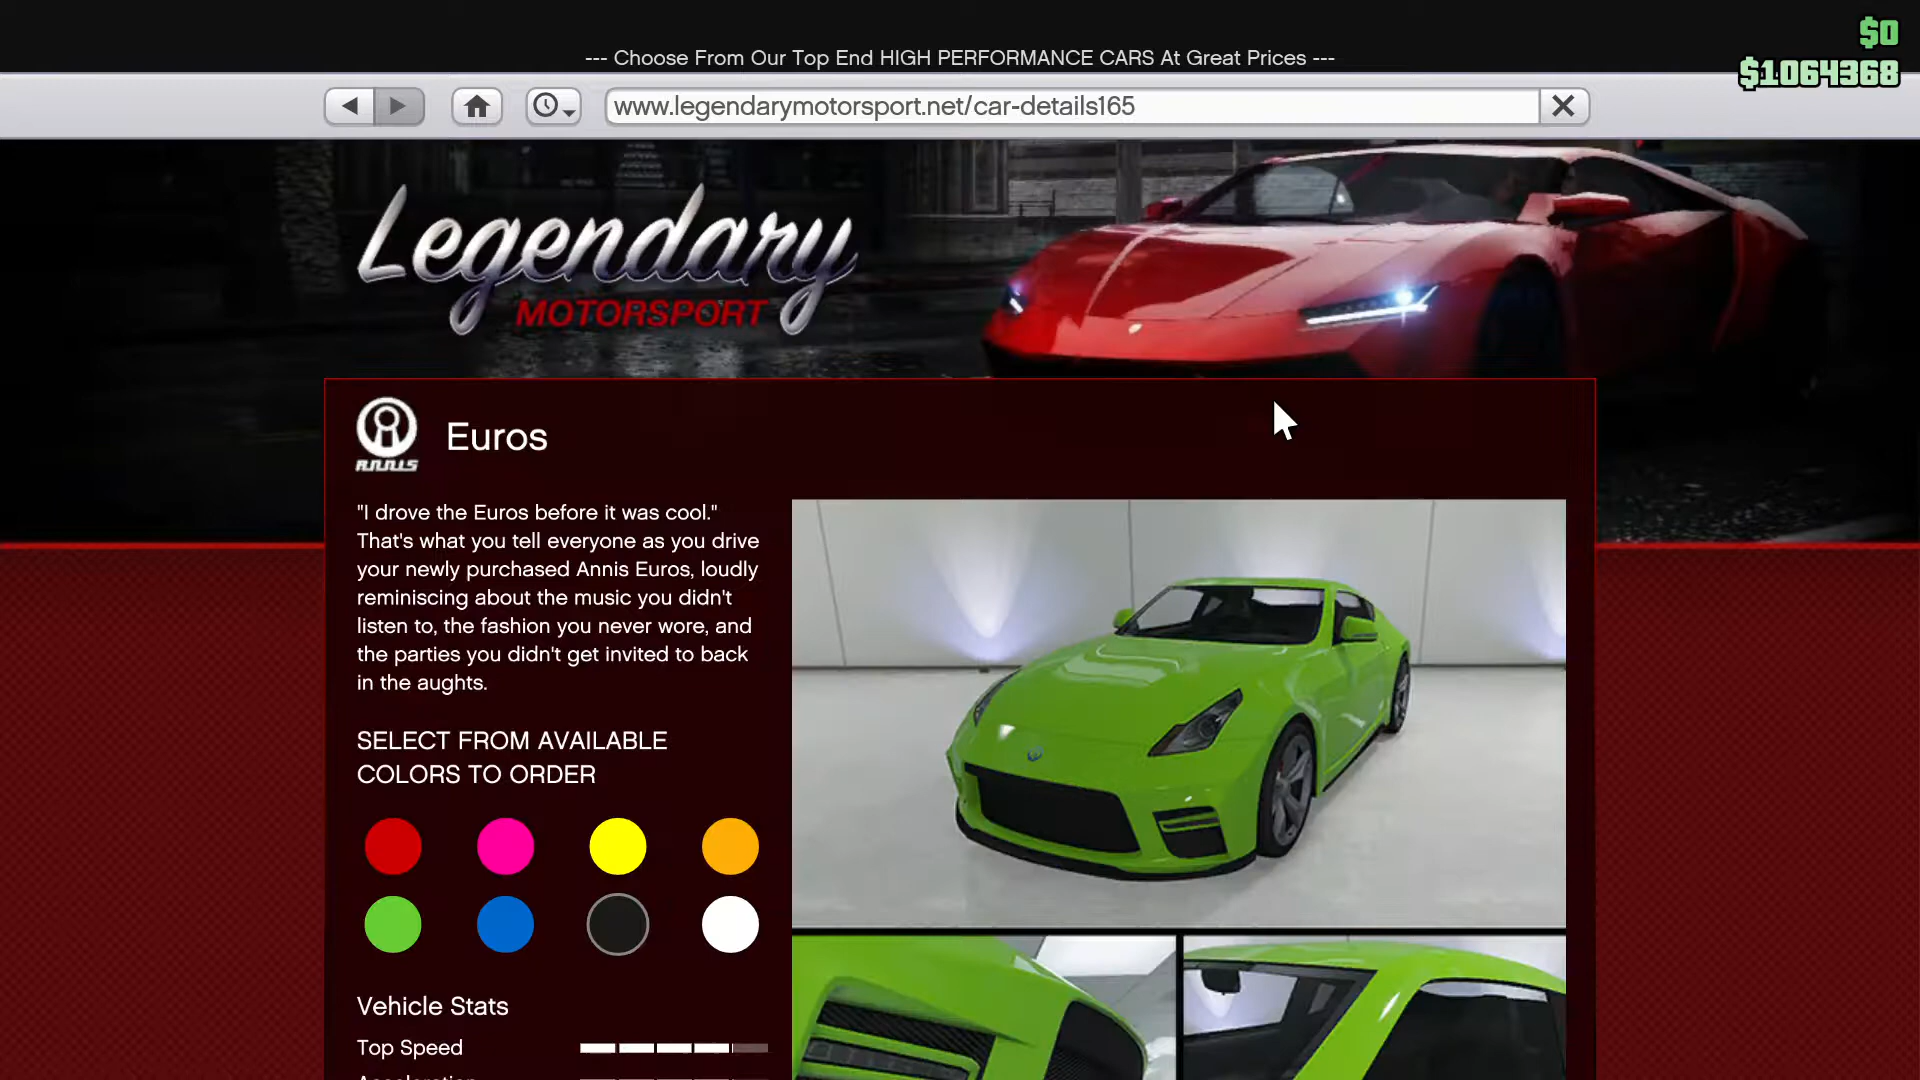 $0
--- Choose From Our Top End HIGH PERFORMANCE CARS At Great Prices ---
$1064368
www.legendarymotorsport.net/car-details165
Legendary
MOTORSPORT
ANNIS
Euros
"I drove the Euros before it was cool."
That's what you tell everyone as you drive
your newly purchased Annis Euros, loudly
reminiscing about the music you didn't
listen to, the fashion you never wore, and
the parties you didn't get invited to back
in the aughts.
SELECT FROM AVAILABLE
COLORS TO ORDER
Vehicle Stats
Top Speed